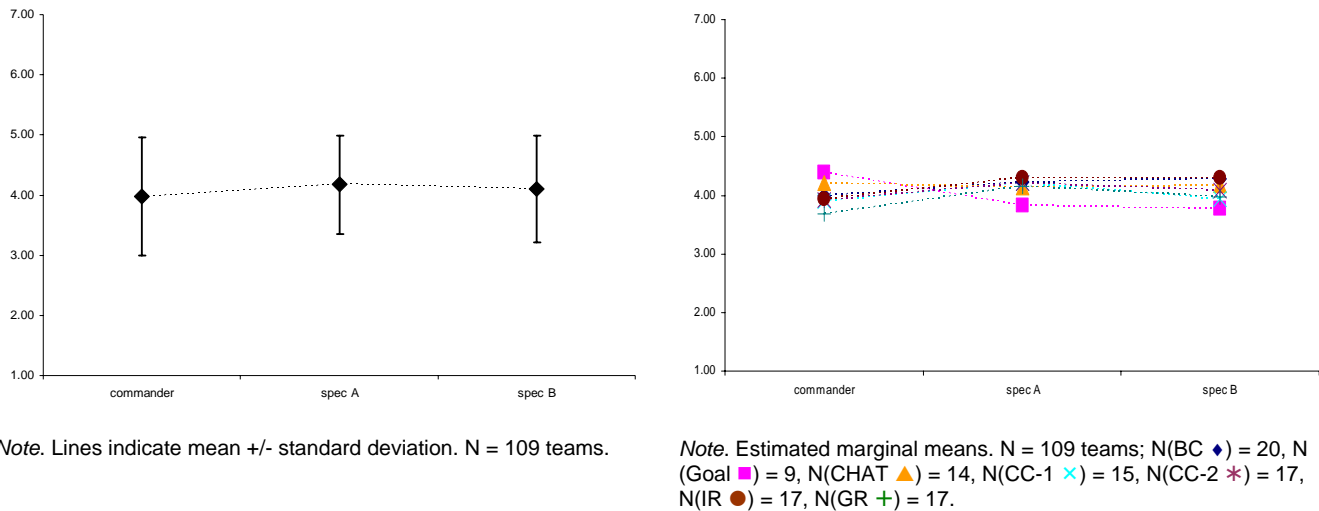 7.00
6.00
5.00
4.00
3.00
2.00
1.00
commander spec A spec B
Note. Lines indicate mean +/- standard deviation. N = 109 teams.
7.00
6.00
5.00
4.00
3.00
2.00
1.00
commander spec A spec B
Note. Estimated marginal means. N = 109 teams; N(BC ♦) = 20, N
(Goal ■) = 9, N(CHAT ▲) = 14, N(CC-1 ×) = 15, N(CC-2 ∗) = 17,
N(IR ●) = 17, N(GR +) = 17.